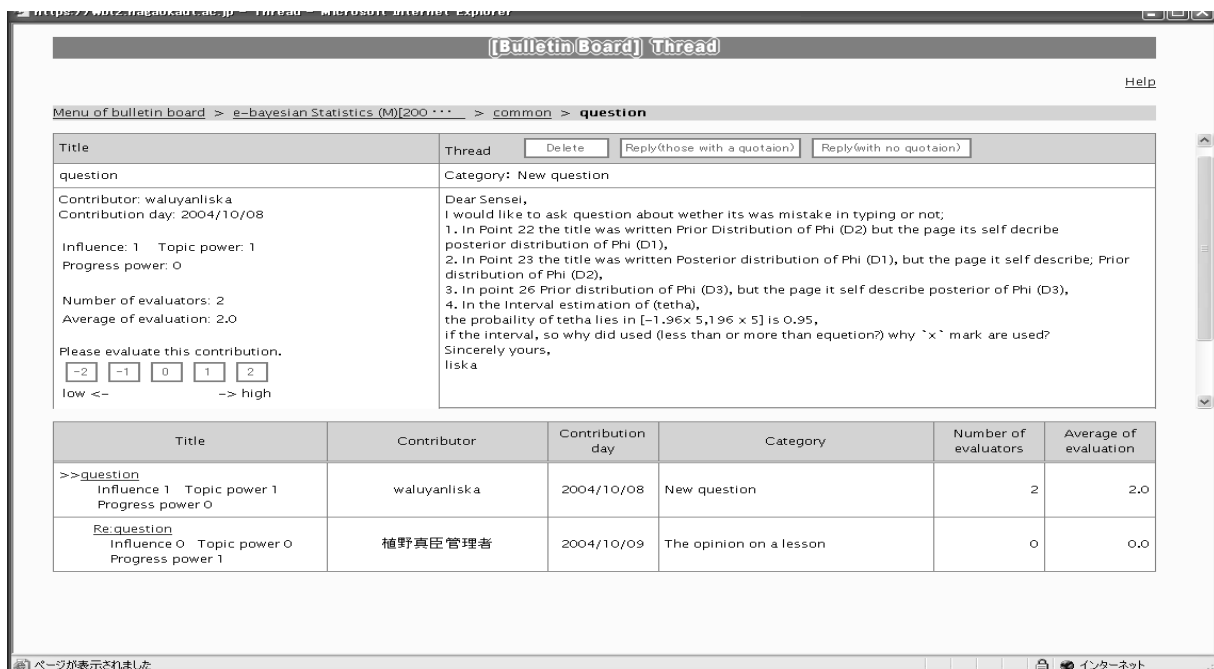 https://wbt2.nagaokaut.ac.jp - Thread - Microsoft Internet Explorer
[Bulletin Board] Thread
Help
Menu of bulletin board > e-bayesian Statistics (M)[200 ··· > common > question
Title
Thread Delete Reply(those with a quotaion) Reply(with no quotaion)
question
Category: New question
Contributor: waluyanliska
Contribution day: 2004/10/08
Influence: 1 Topic power: 1
Progress power: 0
Number of evaluators: 2
Average of evaluation: 2.0
Please evaluate this contribution.
-2 -1 0 1 2
low <- -> high
Dear Sensei,
I would like to ask question about wether its was mistake in typing or not;
1. In Point 22 the title was written Prior Distribution of Phi (D2) but the page its self decribe
posterior distribution of Phi (D1),
2. In Point 23 the title was written Posterior distribution of Phi (D1), but the page it self describe; Prior
distribution of Phi (D2),
3. In point 26 Prior distribution of Phi (D3), but the page it self describe posterior of Phi (D3),
4. In the Interval estimation of (tetha),
the probaility of tetha lies in [-1.96x 5,196 x 5] is 0.95,
if the interval, so why did used (less than or more than equetion?) why `x` mark are used?
Sincerely yours,
liska
Title Contributor Contribution day Category Number of evaluators Average of evaluation
>>question
Influence 1 Topic power 1
Progress power 0
waluyanliska 2004/10/08 New question 2 2.0
Re:question
Influence 0 Topic power 0
Progress power 1
植野真臣管理者 2004/10/09 The opinion on a lesson 0 0.0
ページが表示されました
インターネット